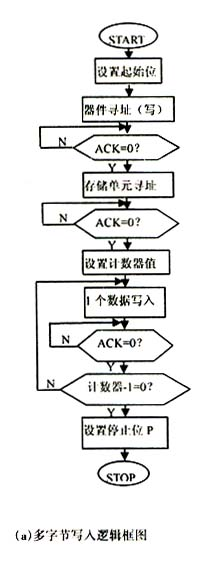 START
设置起始位
器件寻址（写）
N
ACK=0?
Y
存储单元寻址
N
ACK=0?
Y
设置计数器值
1个数据写入
N
ACK=0?
Y
N
计数器-1=0?
Y
设置停止位 P
STOP
(a)多字节写入逻辑框图